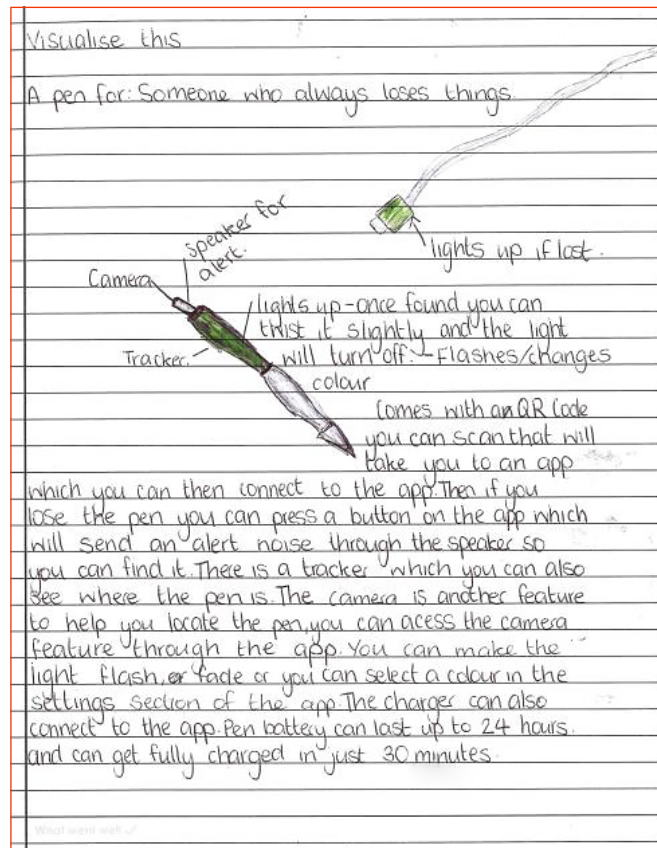 Visualise this
A pen for: Someone who always loses things.
lights up if lost.
speaker for
alert.
Camera
lights up - once found you can
twist it slightly and the light
will turn off. - Flashes/changes
colour
Tracker.
Comes with an QR Code
you can scan that will
take you to an app
which you can then connect to the app. Then if you
lose the pen you can press a button on the app which
will send an alert noise through the speaker so
you can find it. There is a tracker which you can also
see where the pen is. The camera is another feature
to help you locate the pen, you can acess the camera
feature through the app. You can make the
light flash, or fade or you can select a colour in the
settings section of the app. The charger can also
connect to the app. Pen battery can last up to 24 hours.
and can get fully charged in just 30 minutes.
What went well